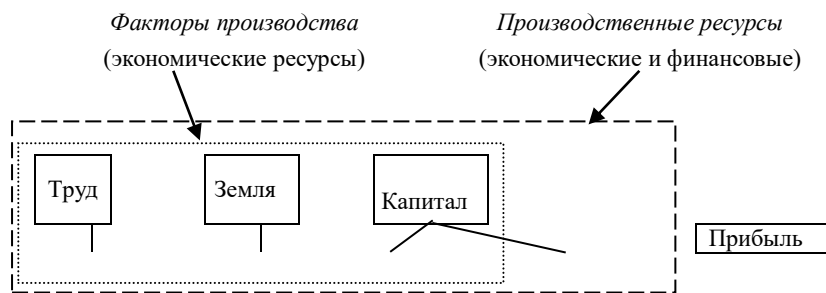 Факторы производства
(экономические ресурсы)
Производственные ресурсы
(экономические и финансовые)
Труд
Земля
Капитал
Прибыль